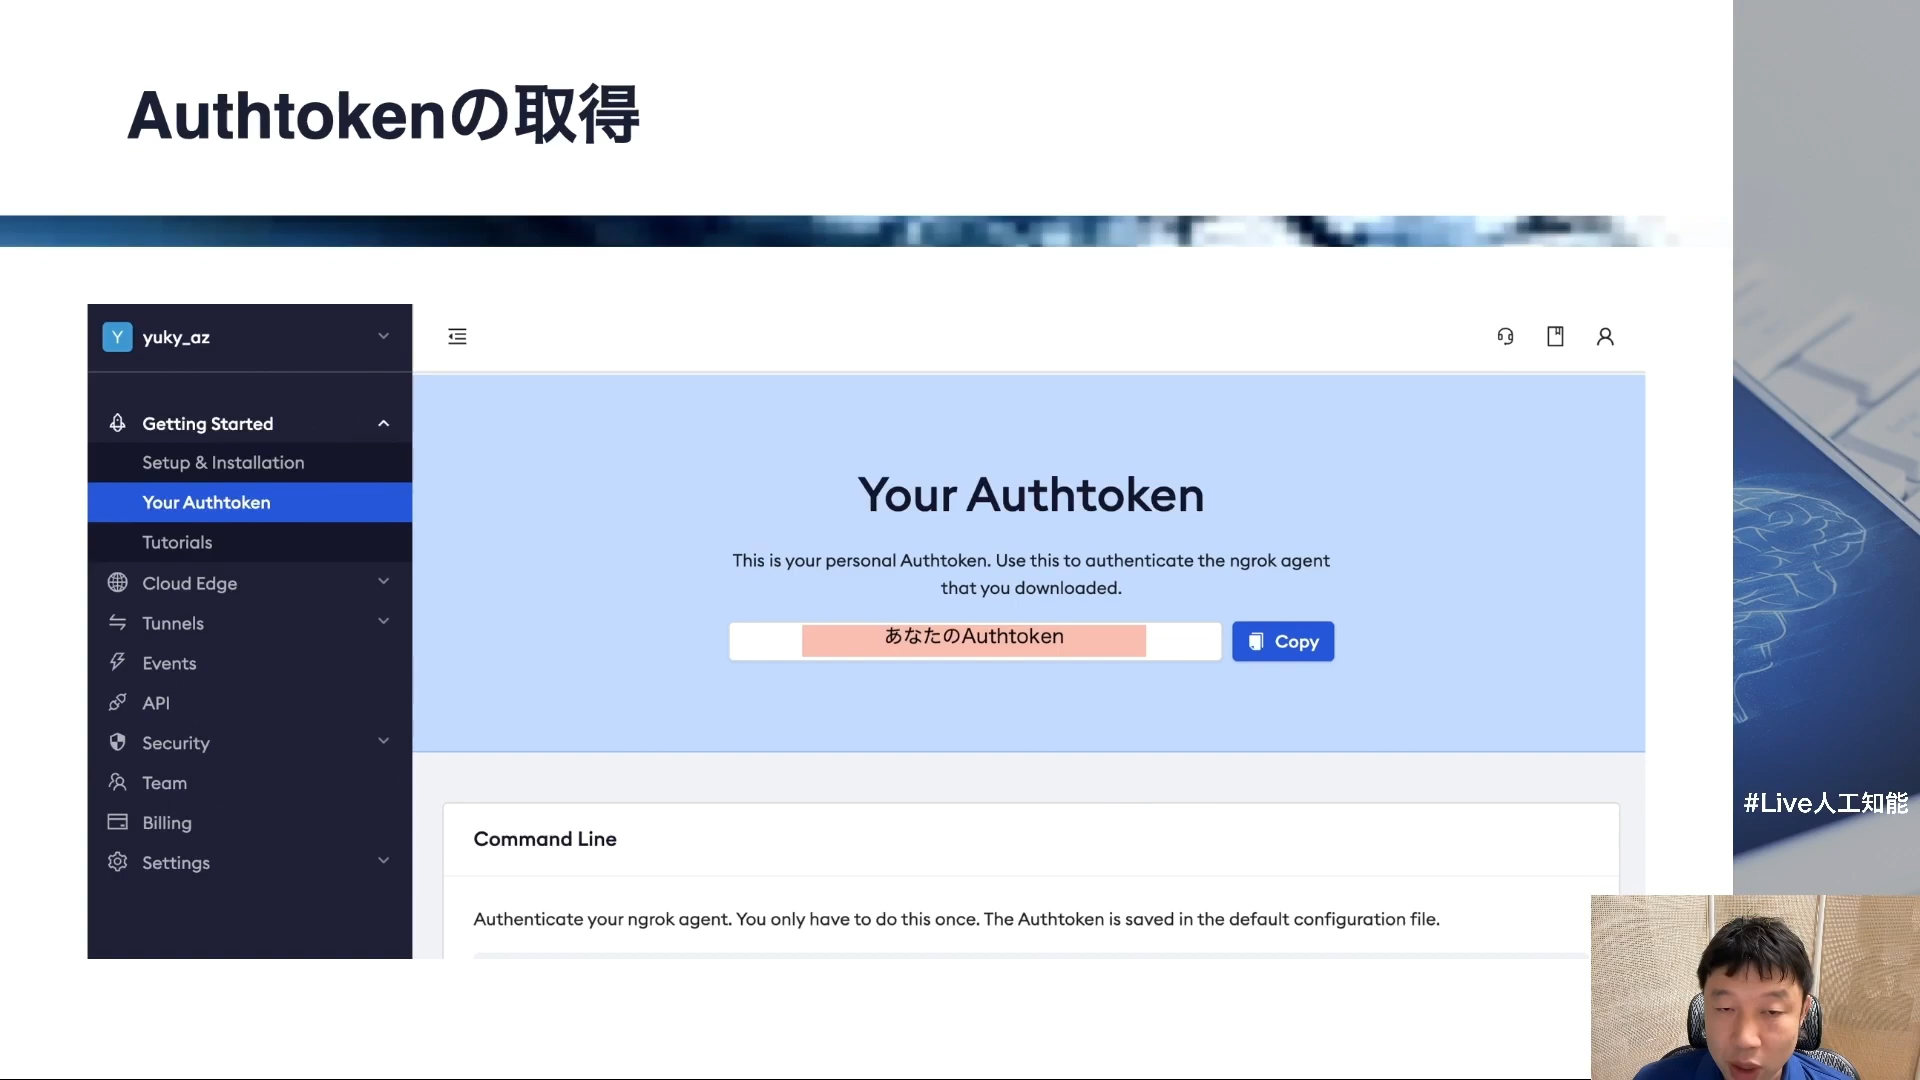 Authtokenの取得
Y yuky_az
Getting Started
Setup & Installation
Your Authtoken
Tutorials
Cloud Edge
Tunnels
Events
API
Security
Team
Billing
Settings
Your Authtoken
This is your personal Authtoken. Use this to authenticate the ngrok agent
that you downloaded.
あなたのAuthtoken
Copy
Command Line
Authenticate your ngrok agent. You only have to do this once. The Authtoken is saved in the default configuration file.
#Live人工知能